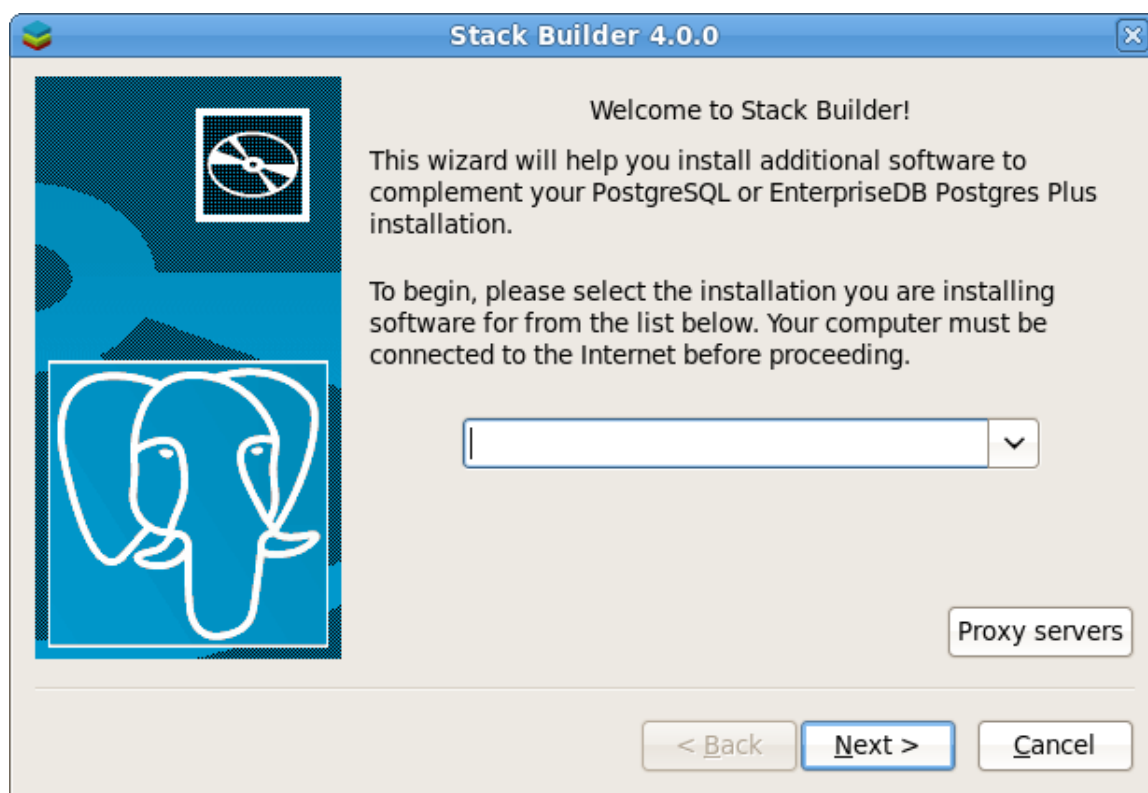 Stack Builder 4.0.0
Welcome to Stack Builder!
This wizard will help you install additional software to
complement your PostgreSQL or EnterpriseDB Postgres Plus
installation.
To begin, please select the installation you are installing
software for from the list below. Your computer must be
connected to the Internet before proceeding.
Proxy servers
< Back
Next >
Cancel